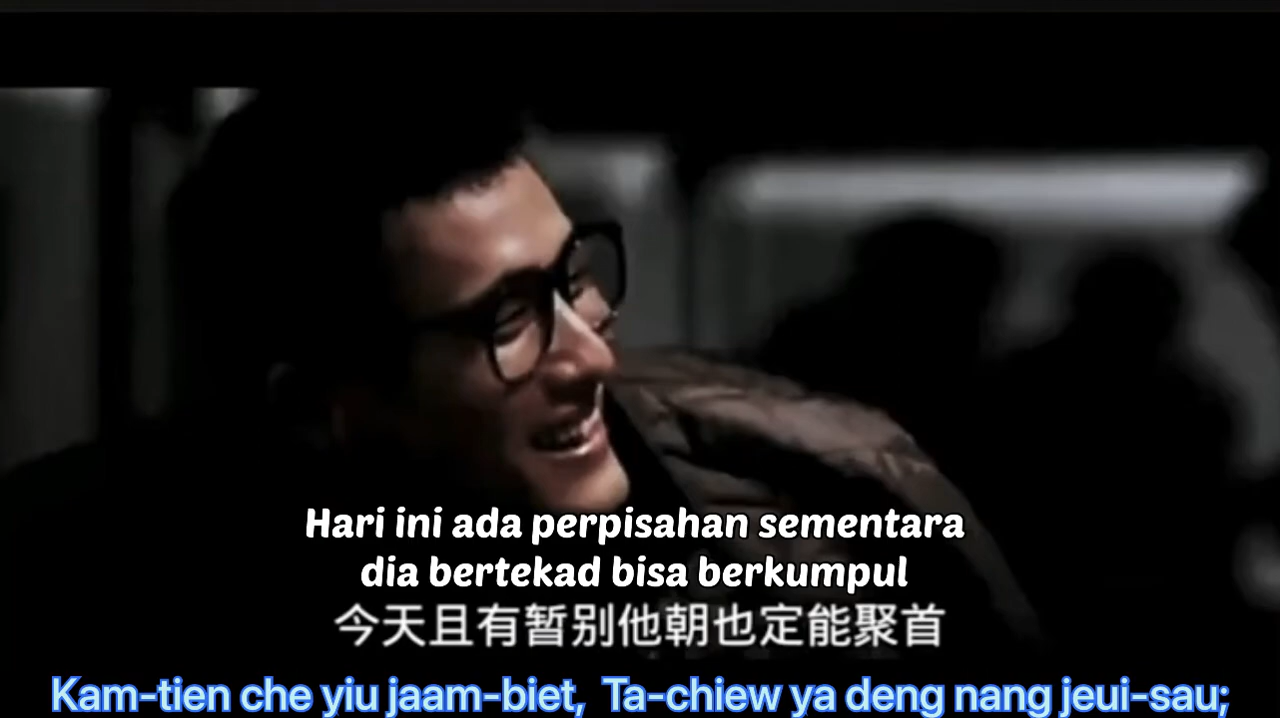 Hari ini ada perpisahan sementara
dia bertekad bisa berkumpul
今天且有暂别他朝也定能聚首
Kam-tien che yiu jaam-biet, Ta-chiew ya deng nang jeui-sau;